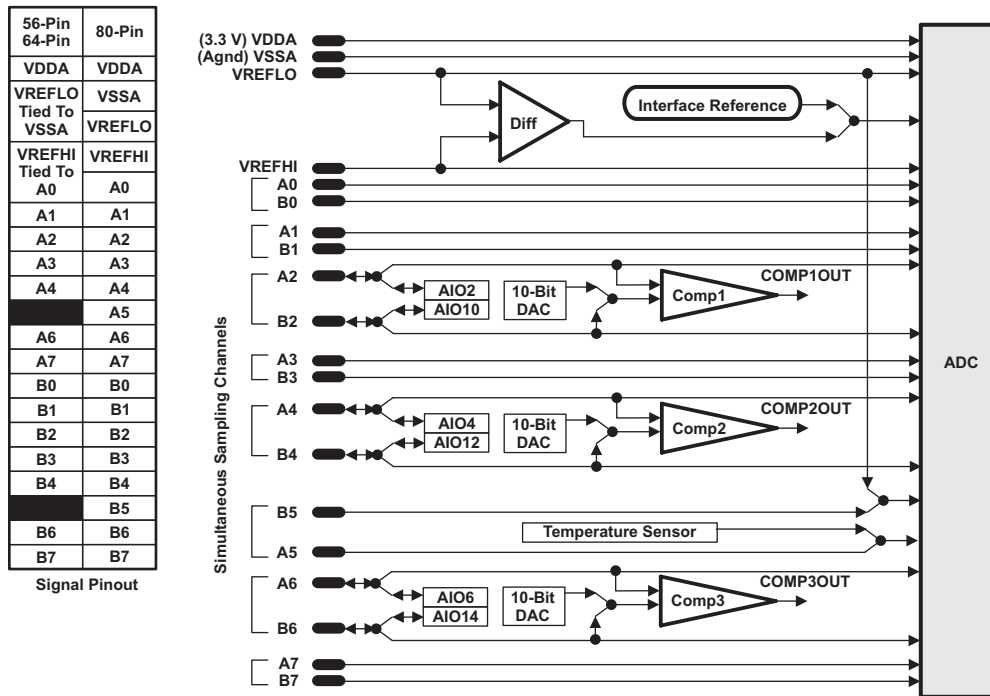 56-Pin
64-Pin
80-Pin
VDDA
VDDA
VREFLO
Tied To
VSSA
VSSA
VREFLO
VREFHI
Tied To
A0
VREFHI
A0
A1
A1
A2
A2
A3
A3
A4
A4
A5
A6
A6
A7
A7
B0
B0
B1
B1
B2
B2
B3
B3
B4
B4
B5
B6
B6
B7
B7
Signal Pinout
(3.3 V) VDDA
(Agnd) VSSA
VREFLO
Diff
Interface Reference
VREFHI
A0
B0
A1
B1
A2
AIO2
AIO10
10-Bit
DAC
Comp1
COMP1OUT
B2
Simultaneous Sampling Channels
A3
B3
ADC
A4
AIO4
AIO12
10-Bit
DAC
Comp2
COMP2OUT
B4
B5
Temperature Sensor
A5
A6
AIO6
AIO14
10-Bit
DAC
Comp3
COMP3OUT
B6
A7
B7